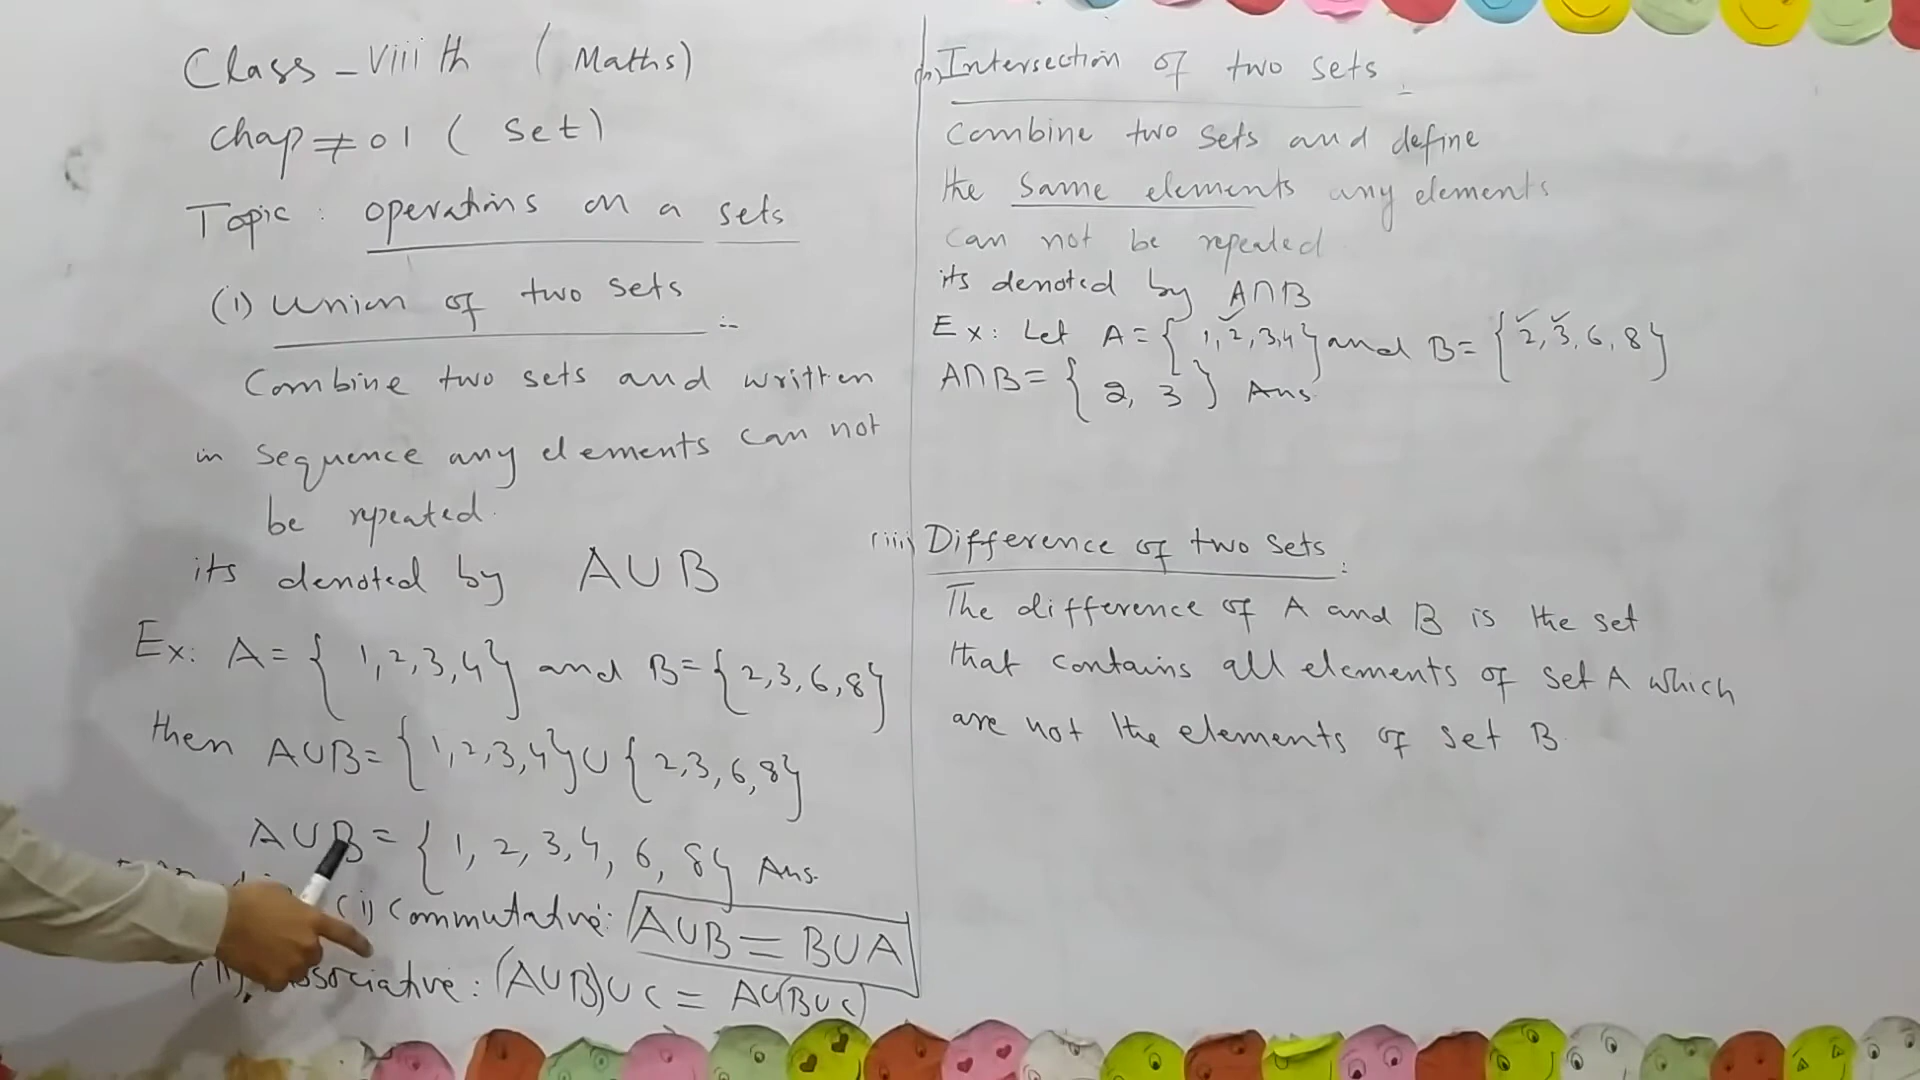 Class - Viii th ( Maths)
Chap ≠ 01 ( Set )
Topic : operations on a sets
(i) Union of two sets :-
Combine two sets and written
in sequence any elements can not
be repeated.
its denoted by A∪B
Ex: A = { 1,2,3,4} and B={2,3,6,8}
then A∪B= {1,2,3,4}∪{2,3,6,8}
A∪B = { 1, 2, 3,4, 6, 8} Ans.
(i) Commutative: A∪B = B∪A
(A∪B)∪C = A∪(B∪C)
Intersection of two sets :
Combine two sets and define
the same elements any elements
can not be repeated
its denoted by A∩B
Ex: Let A={ 1,2,3,4} and B= {2,3,6,8}
A∩B= { 2, 3 } Ans.
(iii) Difference of two sets :
The difference of A and B is the set
that contains all elements of set A which
are not the elements of set B.